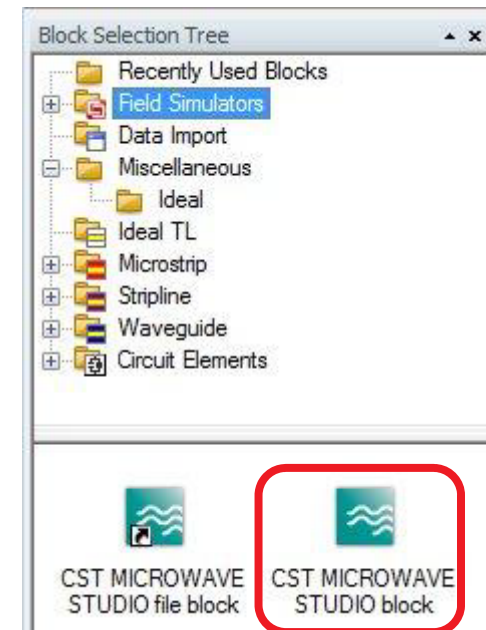 Block Selection Tree
Recently Used Blocks
Field Simulators
Data Import
Miscellaneous
Ideal
Ideal TL
Microstrip
Stripline
Waveguide
Circuit Elements
CST MICROWAVE
STUDIO file block
CST MICROWAVE
STUDIO block